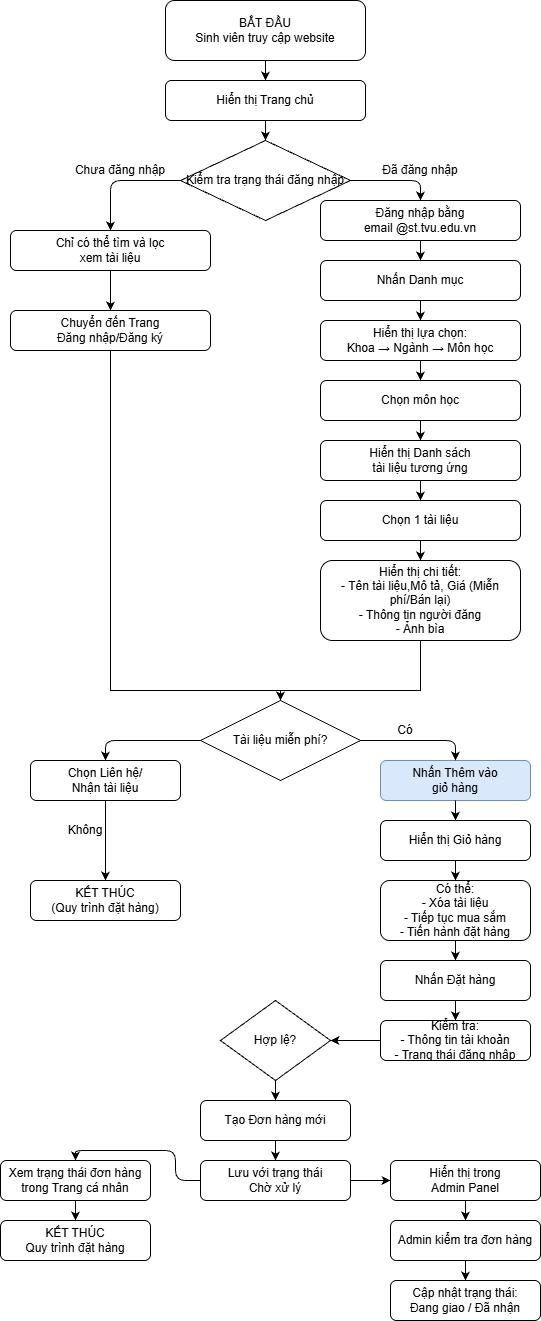 BẮT ĐẦU
Sinh viên truy cập website
Hiển thị Trang chủ
Kiểm tra trạng thái đăng nhập
Chưa đăng nhập
Đã đăng nhập
Chỉ có thể tìm và lọc
xem tài liệu
Chuyển đến Trang
Đăng nhập/Đăng ký
Đăng nhập bằng
email @st.tvu.edu.vn
Nhấn Danh mục
Hiển thị lựa chọn:
Khoa → Ngành → Môn học
Chọn môn học
Hiển thị Danh sách
tài liệu tương ứng
Chọn 1 tài liệu
Hiển thị chi tiết:
- Tên tài liệu,Mô tả, Giá (Miễn
phí/Bán lại)
- Thông tin người đăng
- Ảnh bìa
Tài liệu miễn phí?
Có
Chọn Liên hệ/
Nhận tài liệu
Không
KẾT THÚC
(Quy trình đặt hàng)
Nhấn Thêm vào
giỏ hàng
Hiển thị Giỏ hàng
Có thể:
- Xóa tài liệu
- Tiếp tục mua sắm
- Tiến hành đặt hàng
Nhấn Đặt hàng
Kiểm tra:
- Thông tin tài khoản
- Trạng thái đăng nhập
Hợp lệ?
Tạo Đơn hàng mới
Lưu với trạng thái
Chờ xử lý
Xem trạng thái đơn hàng
trong Trang cá nhân
KẾT THÚC
Quy trình đặt hàng
Hiển thị trong
Admin Panel
Admin kiểm tra đơn hàng
Cập nhật trạng thái:
Đang giao / Đã nhận